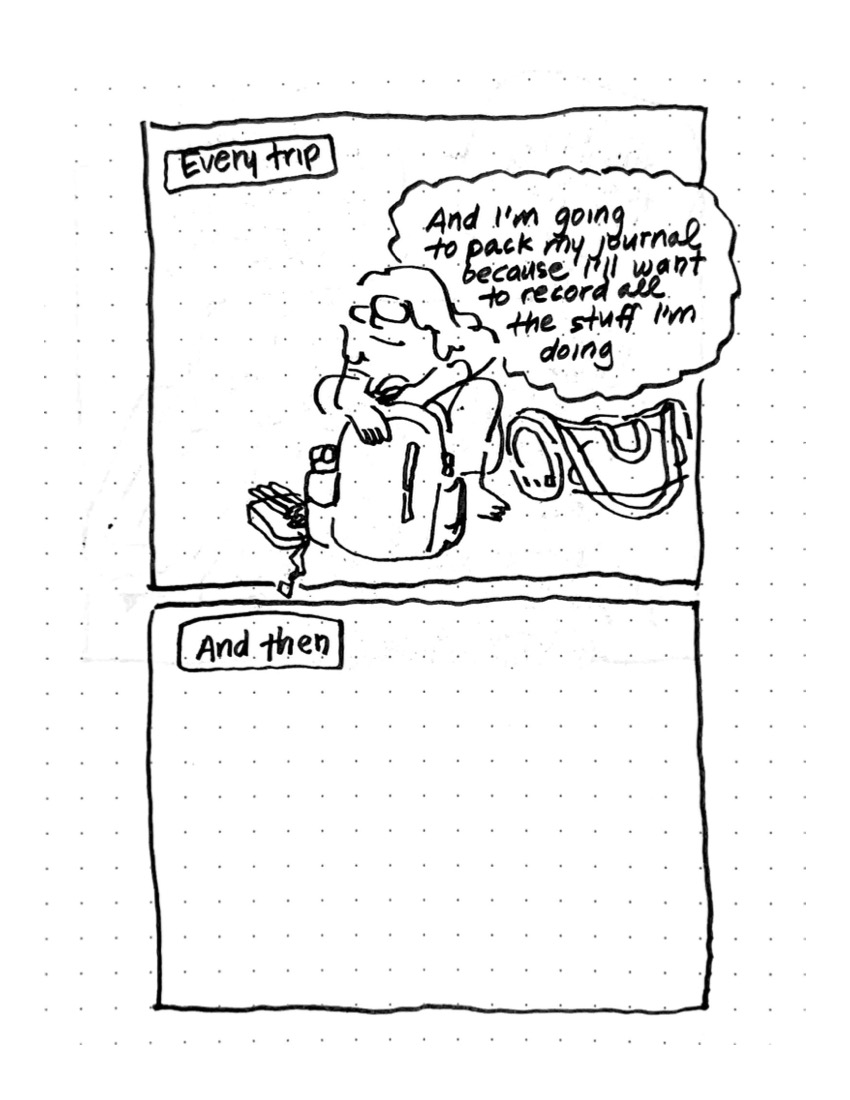 Every trip
And I'm going
to pack my journal
because I'll want
to record all
the stuff I'm
doing
And then